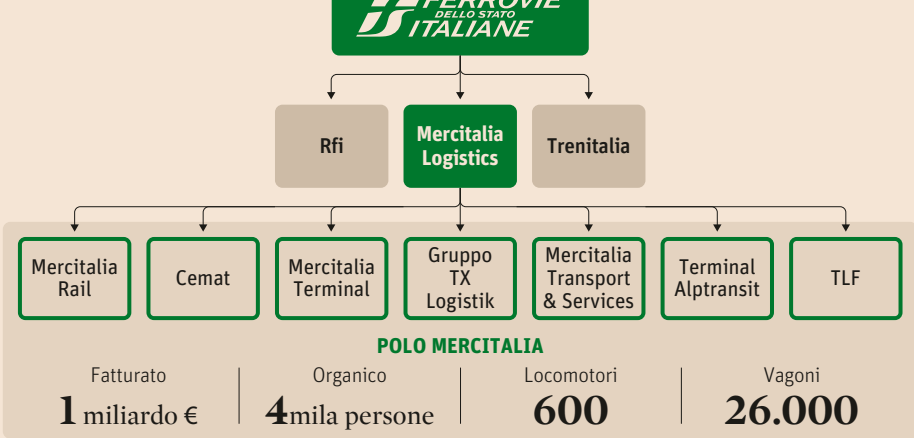 FERROVIE
DELLO STATO
ITALIANE
Rfi
Mercitalia
Logistics
Trenitalia
Mercitalia
Rail
Cemat
Mercitalia
Terminal
Gruppo
TX
Logistik
Mercitalia
Transport
& Services
Terminal
Alptransit
TLF
POLO MERCITALIA
Fatturato
1 miliardo €
Organico
4mila persone
Locomotori
600
Vagoni
26.000